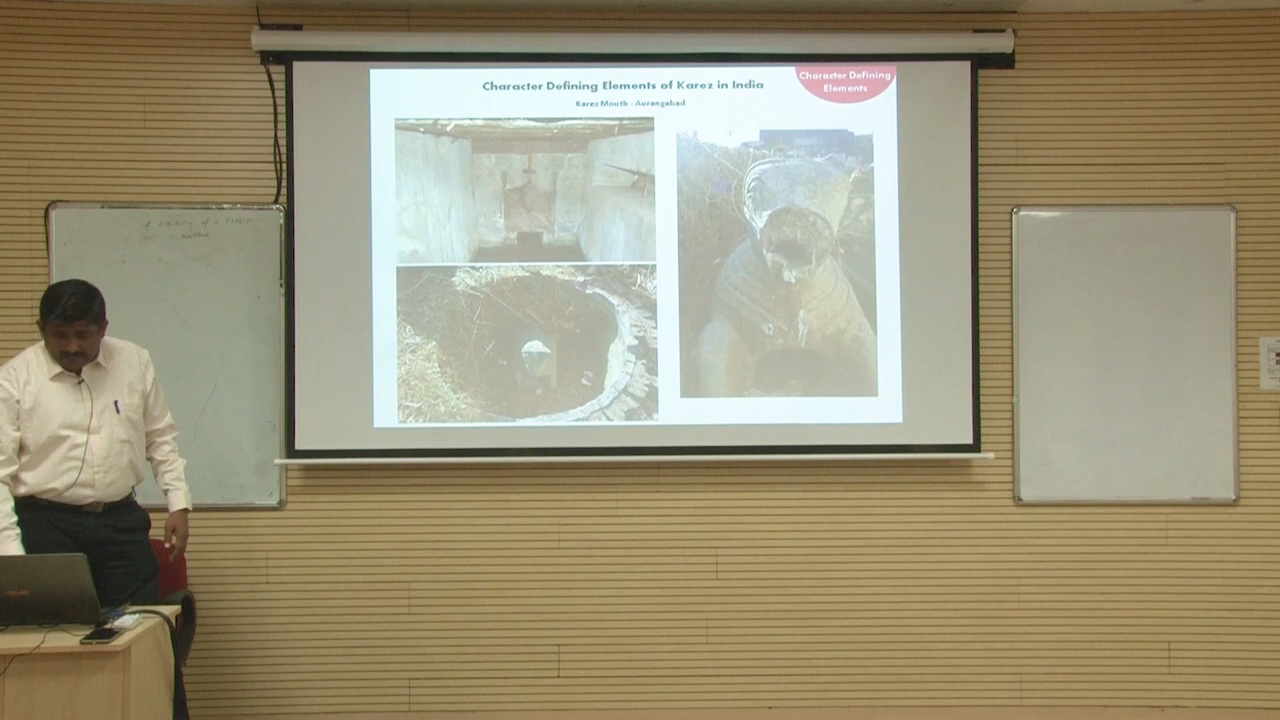 Character Defining Elements of Karez in India
Character Defining
Elements
Karez Mouth - Aurangabad